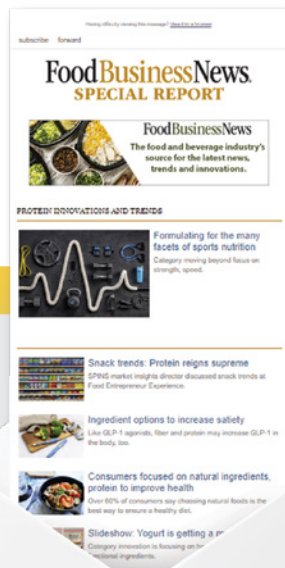 Having difficulty viewing this message? View it in a browser
subscribe forward
FoodBusinessNews.
SPECIAL REPORT
FoodBusinessNews
The food and beverage industry's
source for the latest news,
trends and innovations.
PROTEIN INNOVATIONS AND TRENDS
Formulating for the many
facets of sports nutrition
Category moving beyond focus on
strength, speed.
Snack trends: Protein reigns supreme
SPINS market insights director discussed snack trends at
Food Entrepreneur Experience.
Ingredient options to increase satiety
Like GLP-1 agonists, fiber and protein may increase GLP-1 in
the body, too.
Consumers focused on natural ingredients,
protein to improve health
Over 60% of consumers say choosing natural foods is the
best way to ensure a healthy diet.
Slideshow: Yogurt is getting a
Category innovation is focusing on
functional ingredients.